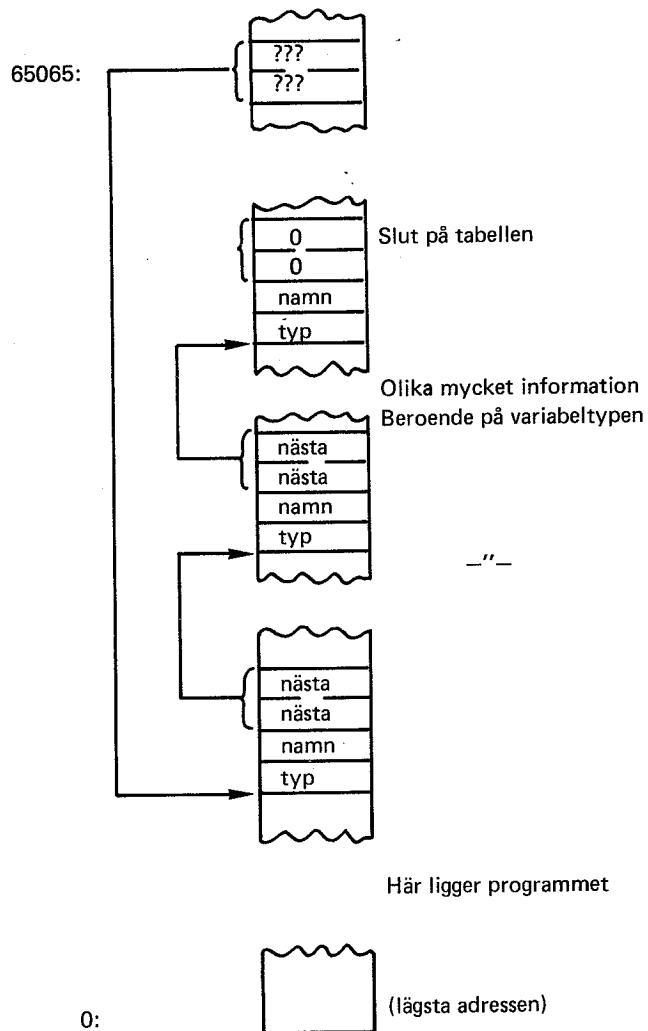 ???
65065:
???
0
Slut på tabellen
0
namn
typ
Olika mycket information
Beroende på variabeltypen
nästa
nästa
namn
typ
–”–
nästa
nästa
namn
typ
Här ligger programmet
(lägsta adressen)
0: